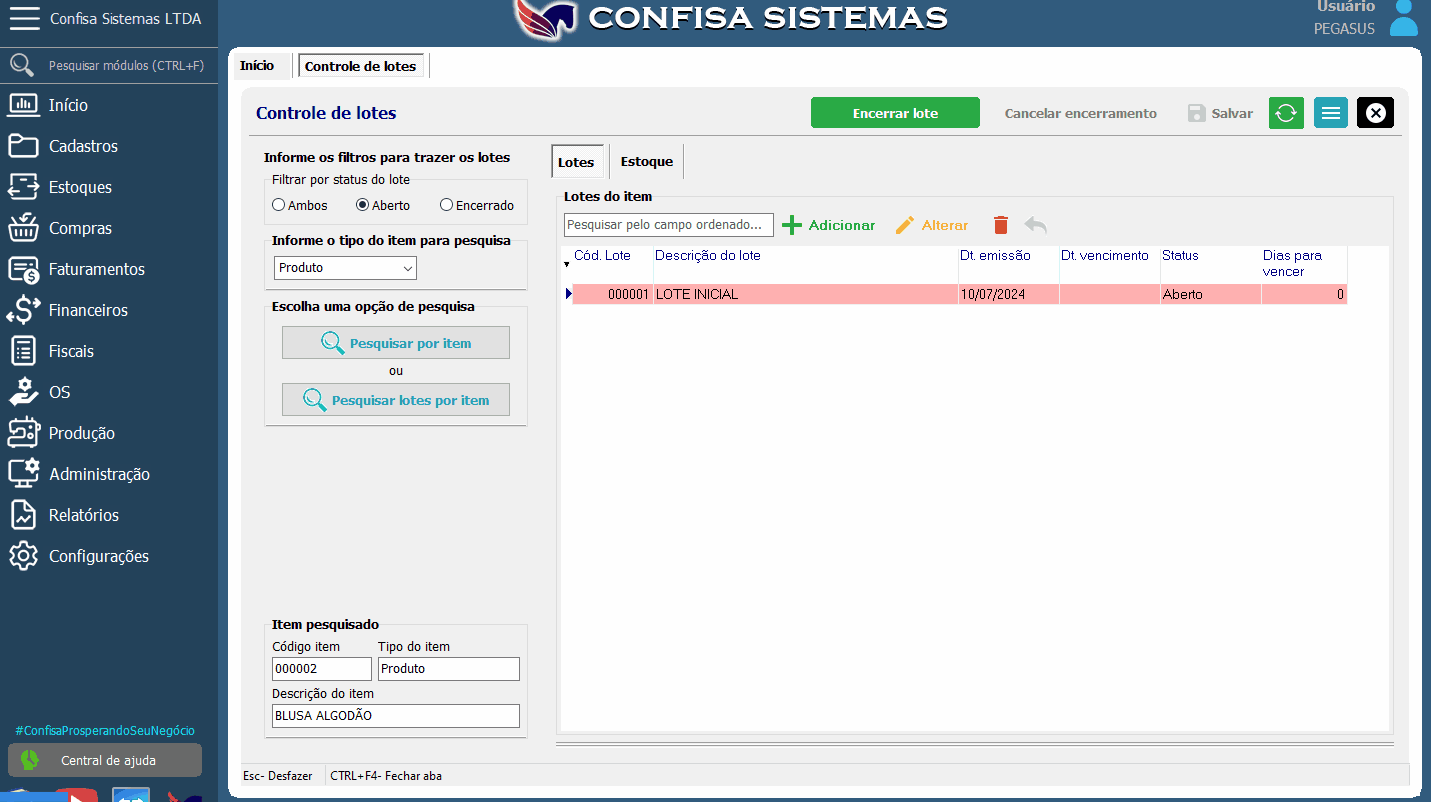 Confisa Sistemas LTDA
CONFISA SISTEMAS
Usuário
PEGASUS
Pesquisar módulos (CTRL+F)
Início
Cadastros
Estoques
Compras
Faturamentos
Financeiros
Fiscais
OS
Produção
Administração
Relatórios
Configurações
#ConfisaProsperandoSeuNegócio
Central de ajuda
Início
Controle de lotes
Controle de lotes
Encerrar lote
Cancelar encerramento
Salvar
Informe os filtros para trazer os lotes
Filtrar por status do lote
Ambos Aberto Encerrado
Informe o tipo do item para pesquisa
Produto
Escolha uma opção de pesquisa
Pesquisar por item
ou
Pesquisar lotes por item
Item pesquisado
Código item Tipo do item
000002 Produto
Descrição do item
BLUSA ALGODÃO
Lotes Estoque
Lotes do item
Pesquisar pelo campo ordenado... Adicionar Alterar
Cód. Lote Descrição do lote Dt. emissão Dt. vencimento Status Dias para
vencer
000001 LOTE INICIAL 10/07/2024 Aberto 0
Esc- Desfazer CTRL+F4- Fechar aba